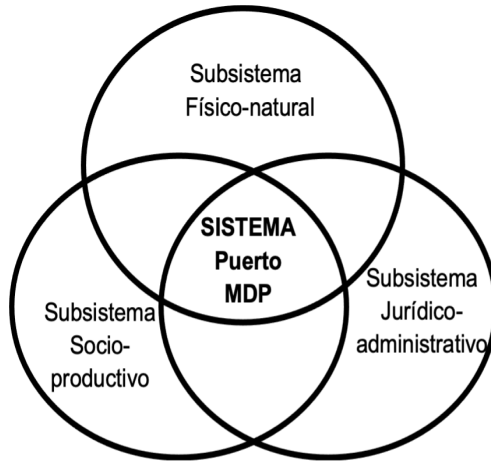 Subsistema
Físico-natural
SISTEMA
Puerto
MDP
Subsistema
Socio-
productivo
Subsistema
Jurídico-
administrativo